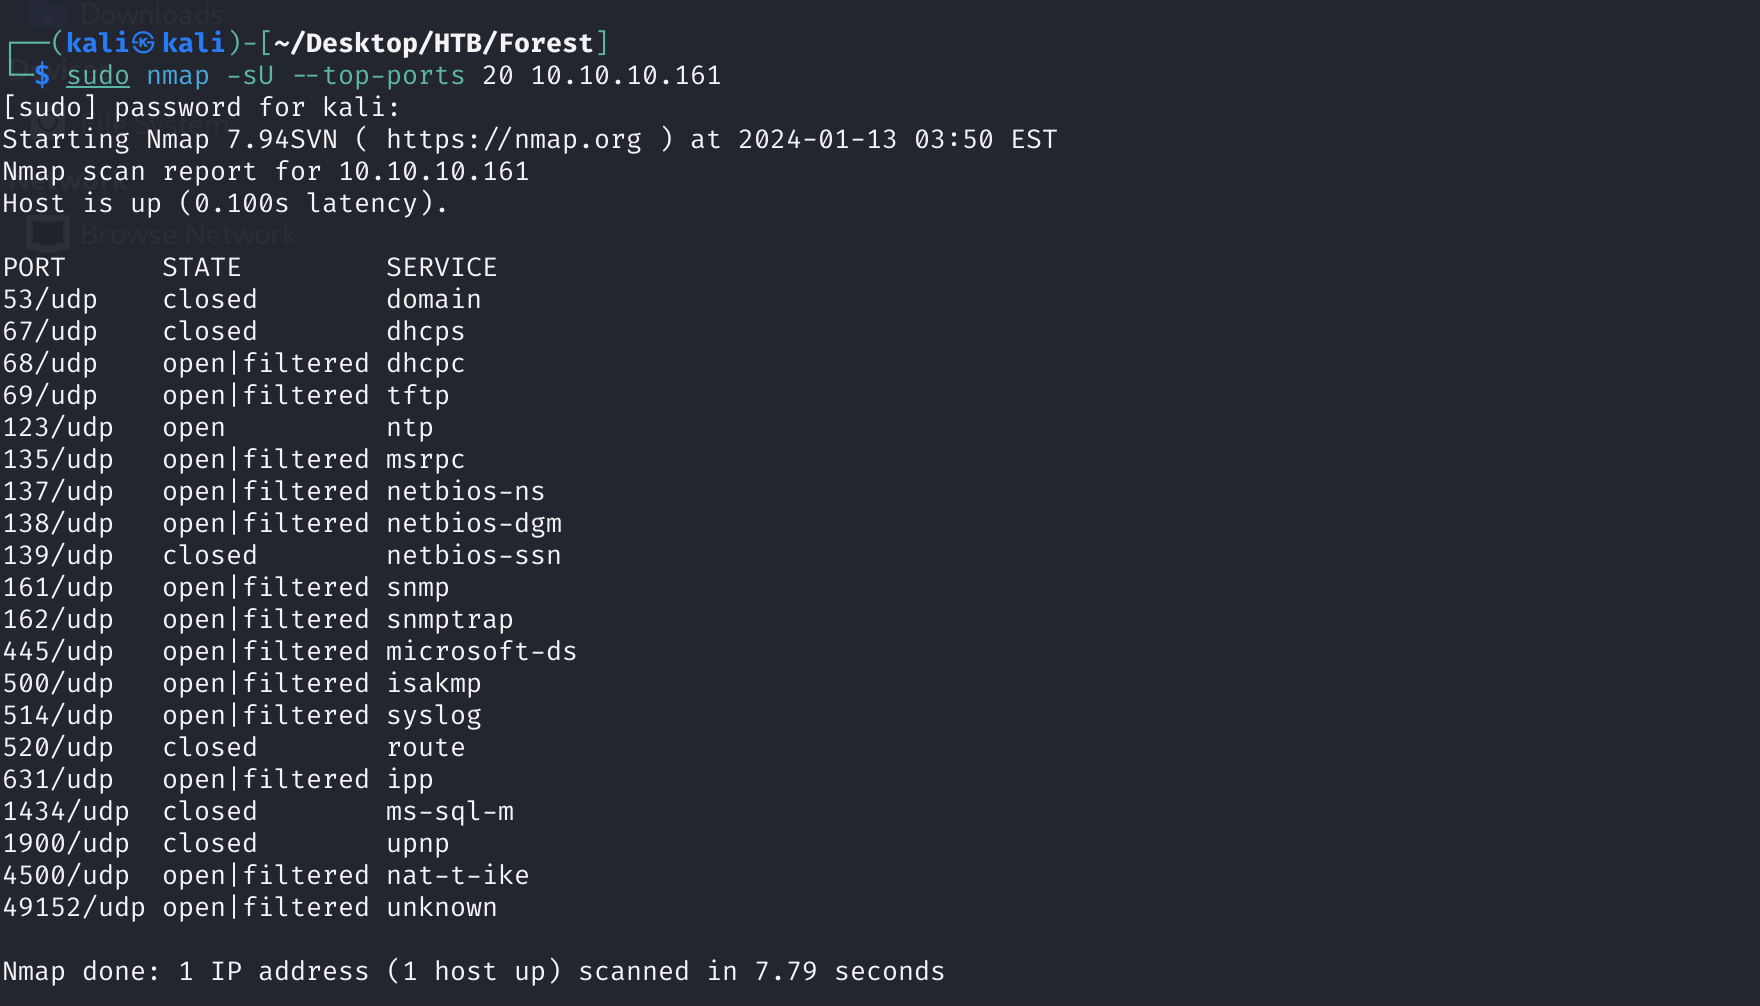 Downloads
┌──(kali㉿kali)-[~/Desktop/HTB/Forest]
└─$ sudo nmap -sU --top-ports 20 10.10.10.161
[sudo] password for kali:
File System
Starting Nmap 7.94SVN ( https://nmap.org ) at 2024-01-13 03:50 EST
Nmap scan report for 10.10.10.161
Network
Host is up (0.100s latency).
Browse Network
PORT      STATE         SERVICE
53/udp    closed        domain
67/udp    closed        dhcps
68/udp    open|filtered dhcpc
69/udp    open|filtered tftp
123/udp   open          ntp
135/udp   open|filtered msrpc
137/udp   open|filtered netbios-ns
138/udp   open|filtered netbios-dgm
139/udp   closed        netbios-ssn
161/udp   open|filtered snmp
162/udp   open|filtered snmptrap
445/udp   open|filtered microsoft-ds
500/udp   open|filtered isakmp
514/udp   open|filtered syslog
520/udp   closed        route
631/udp   open|filtered ipp
1434/udp  closed        ms-sql-m
1900/udp  closed        upnp
4500/udp  open|filtered nat-t-ike
49152/udp open|filtered unknown
Nmap done: 1 IP address (1 host up) scanned in 7.79 seconds